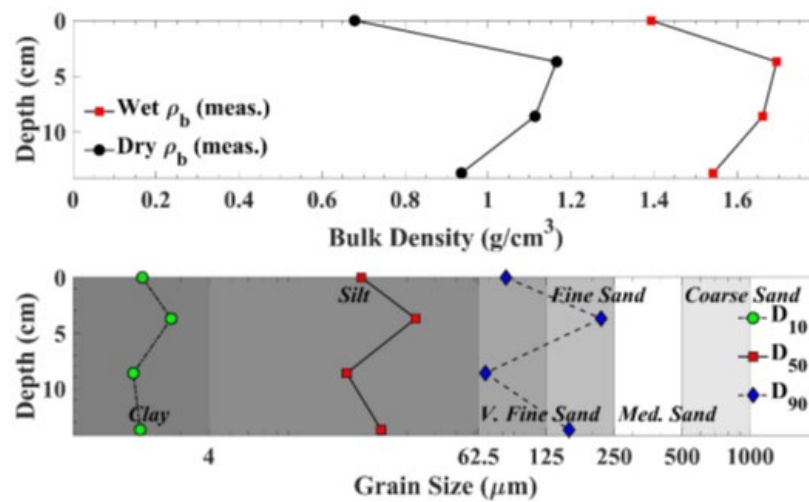 0
5
10
Depth (cm)
Wet ρb (meas.)
Dry ρb (meas.)
0 0.2 0.4 0.6 0.8 1 1.2 1.4 1.6
Bulk Density (g/cm³)
0
5
10
Depth (cm)
Silt Fine Sand Coarse Sand
D10
D50
D90
Clay V. Fine Sand Med. Sand
4 62.5 125 250 500 1000
Grain Size (μm)